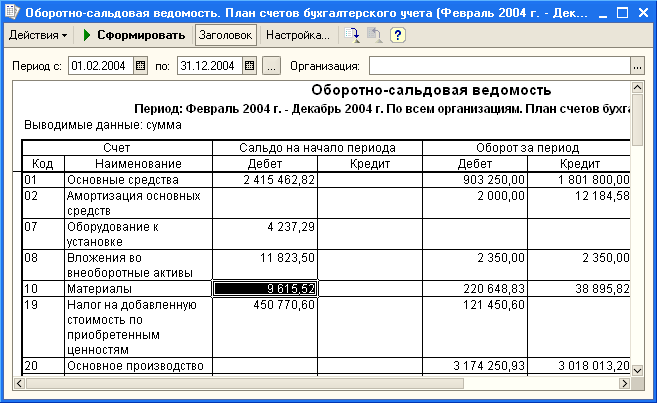 Оборотно-сальдовая ведомость. План счетов бухгалтерского учета (Февраль 2004 г. - Дек...
Действия Сформировать Заголовок Настройка... ?
Период с: 01.02.2004 по: 31.12.2004 ... Организация: ...
Оборотно-сальдовая ведомость
Период: Февраль 2004 г. - Декабрь 2004 г. По всем организациям. План счетов бухга
Выводимые данные: сумма
Счет Сальдо на начало периода Оборот за период
Код Наименование Дебет Кредит Дебет Кредит
01 Основные средства 2 415 462,82 903 250,00 1 801 800,00
02 Амортизация основных 2 000,00 12 184,58
средств
07 Оборудование к 4 237,29
установке
08 Вложения во 11 823,50 2 350,00 2 350,00
внеоборотные активы
10 Материалы 9 615,52 220 648,83 38 895,82
19 Налог на добавленную 450 770,60 121 450,60
стоимость по
приобретенным
ценностям
20 Основное производство 3 174 250,93 3 018 013,20